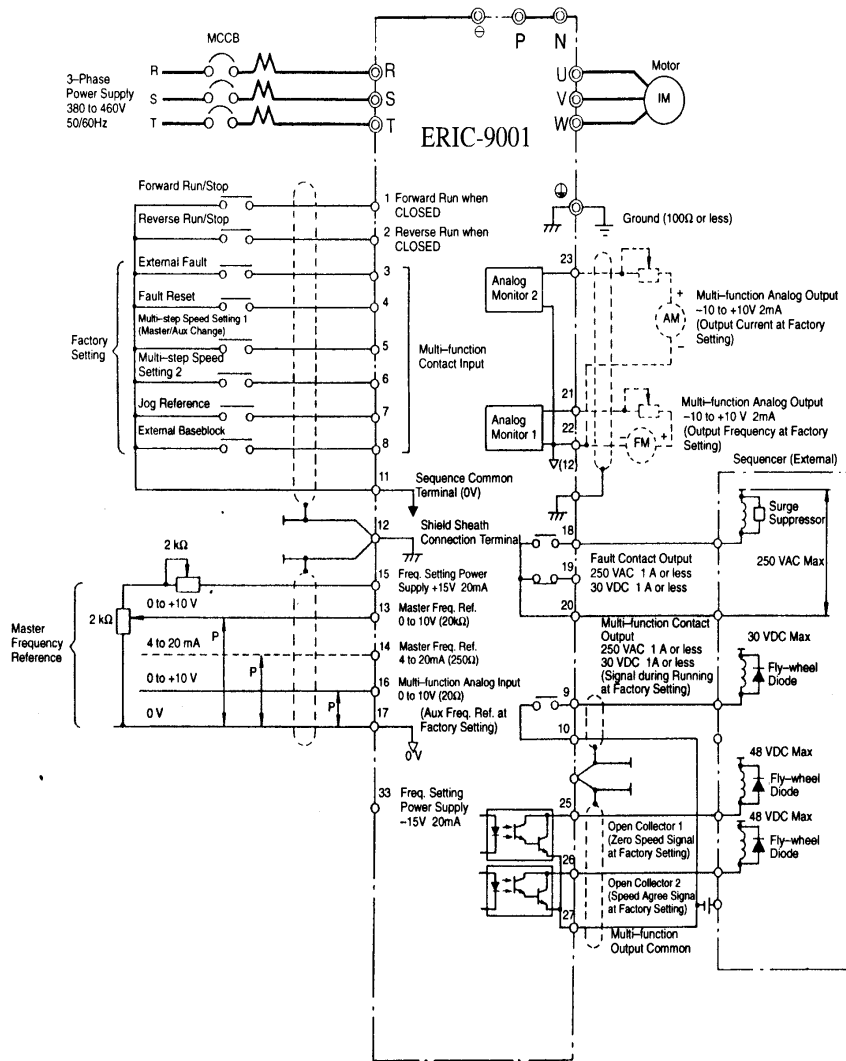 ⊖ P N
MCCB
R
S
T
3–Phase
Power Supply
380 to 460V
50/60Hz
R
S
T
U
V
W
Motor
IM
ERIC-9001
Ground (100Ω or less)
Forward Run/Stop
1 Forward Run when
CLOSED
Reverse Run/Stop
2 Reverse Run when
CLOSED
External Fault
3
Fault Reset
4
Multi–step Speed Setting 1
(Master/Aux Change)
5
Multi–step Speed
Setting 2
6
Jog Reference
7
External Baseblock
8
Factory
Setting
Multi–function
Contact Input
11
Sequence Common
Terminal (0V)
12
Shield Sheath
Connection Terminal
2 kΩ
15 Freq. Setting Power
Supply +15V 20mA
2 kΩ
0 to +10 V
13 Master Freq. Ref.
0 to 10V (20kΩ)
P
4 to 20 mA
14 Master Freq. Ref.
4 to 20mA (250Ω)
P
0 to +10V
16 Multi–function Analog Input
0 to 10V (20Ω)
P
0 V
17
(Aux Freq. Ref. at
Factory Setting)
0V
Master
Frequency
Reference
33 Freq. Setting
Power Supply
–15V 20mA
Analog
Monitor 2
23
AM
+
–
Multi–function Analog Output
–10 to +10V 2mA
(Output Current at Factory
Setting)
Analog
Monitor 1
21
22
(12)
FM
+
Multi–function Analog Output
–10 to +10 V 2mA
(Output Frequency at Factory
Setting)
Sequencer (External)
Surge
Suppressor
250 VAC Max
18
19
20
Fault Contact Output
250 VAC 1 A or less
30 VDC 1 A or less
Multi–function Contact
Output
250 VAC 1 A or less
30 VDC 1A or less
(Signal during Running
at Factory Setting)
30 VDC Max
Fly–wheel
Diode
9
10
48 VDC Max
Fly–wheel
Diode
25
Open Collector 1
(Zero Speed Signal
at Factory Setting)
48 VDC Max
Fly–wheel
Diode
26
Open Collector 2
(Speed Agree Signal
at Factory Setting)
27
Multi–function
Output Common